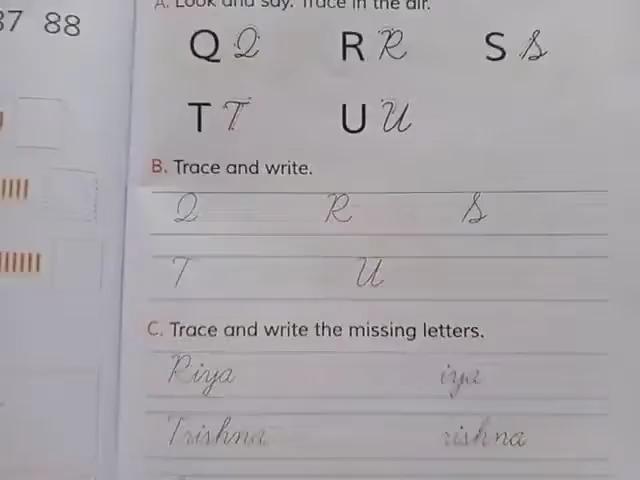 37 88
A. Look and say. Trace in the air.
Q Q R R S S
T T U U
B. Trace and write.
Q R S
T U
C. Trace and write the missing letters.
Riya iya
Trishna rishna